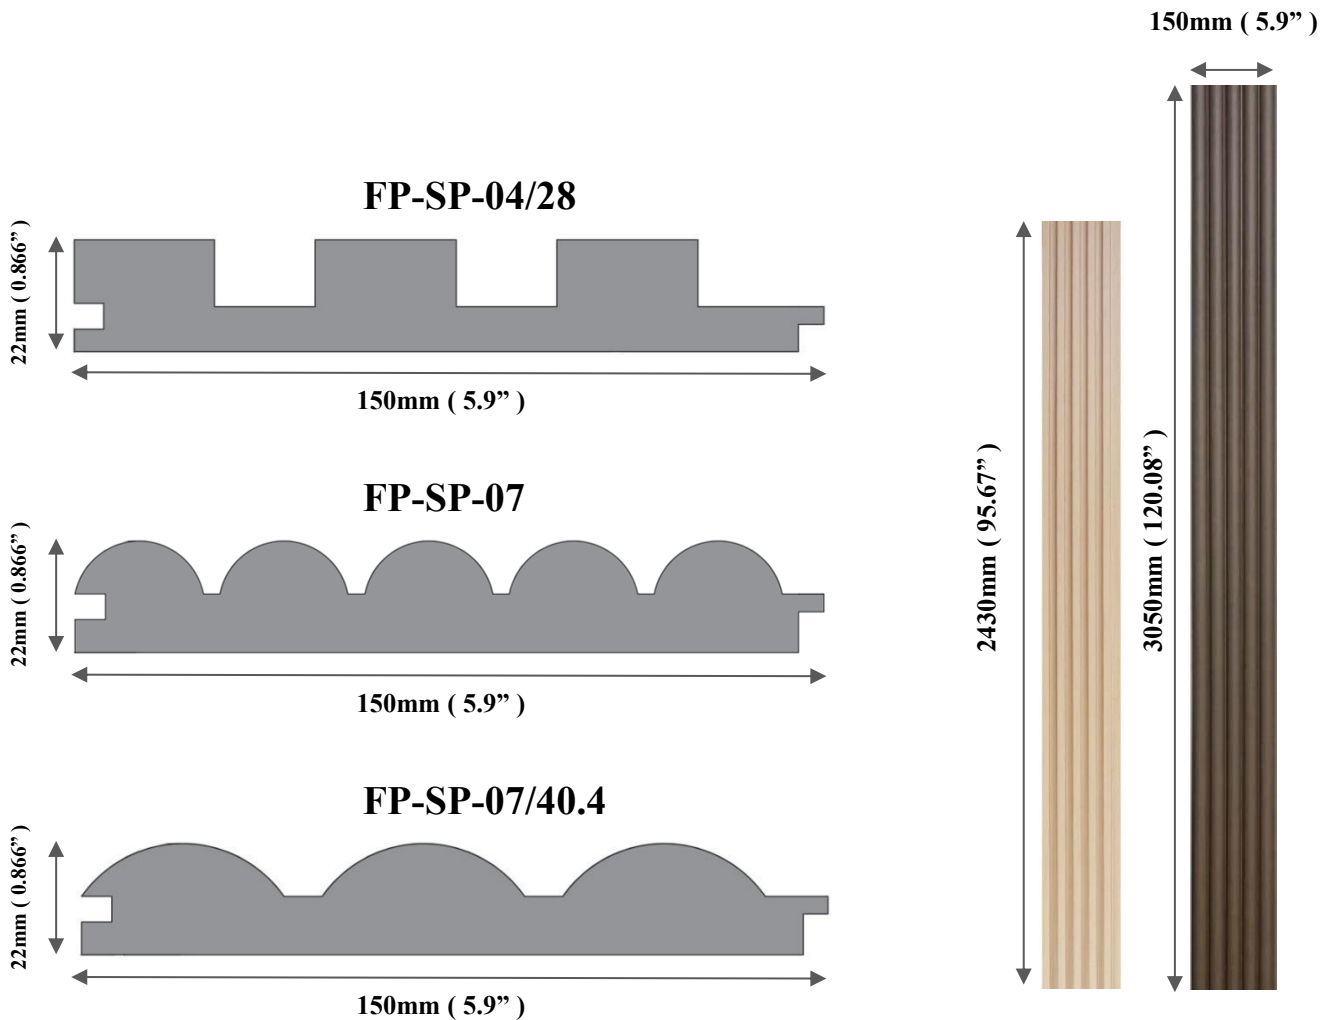 150mm ( 5.9” )
FP-SP-04/28
22mm ( 0.866” )
150mm ( 5.9” )
FP-SP-07
22mm ( 0.866” )
150mm ( 5.9” )
FP-SP-07/40.4
22mm ( 0.866” )
150mm ( 5.9” )
2430mm ( 95.67” )
3050mm ( 120.08” )